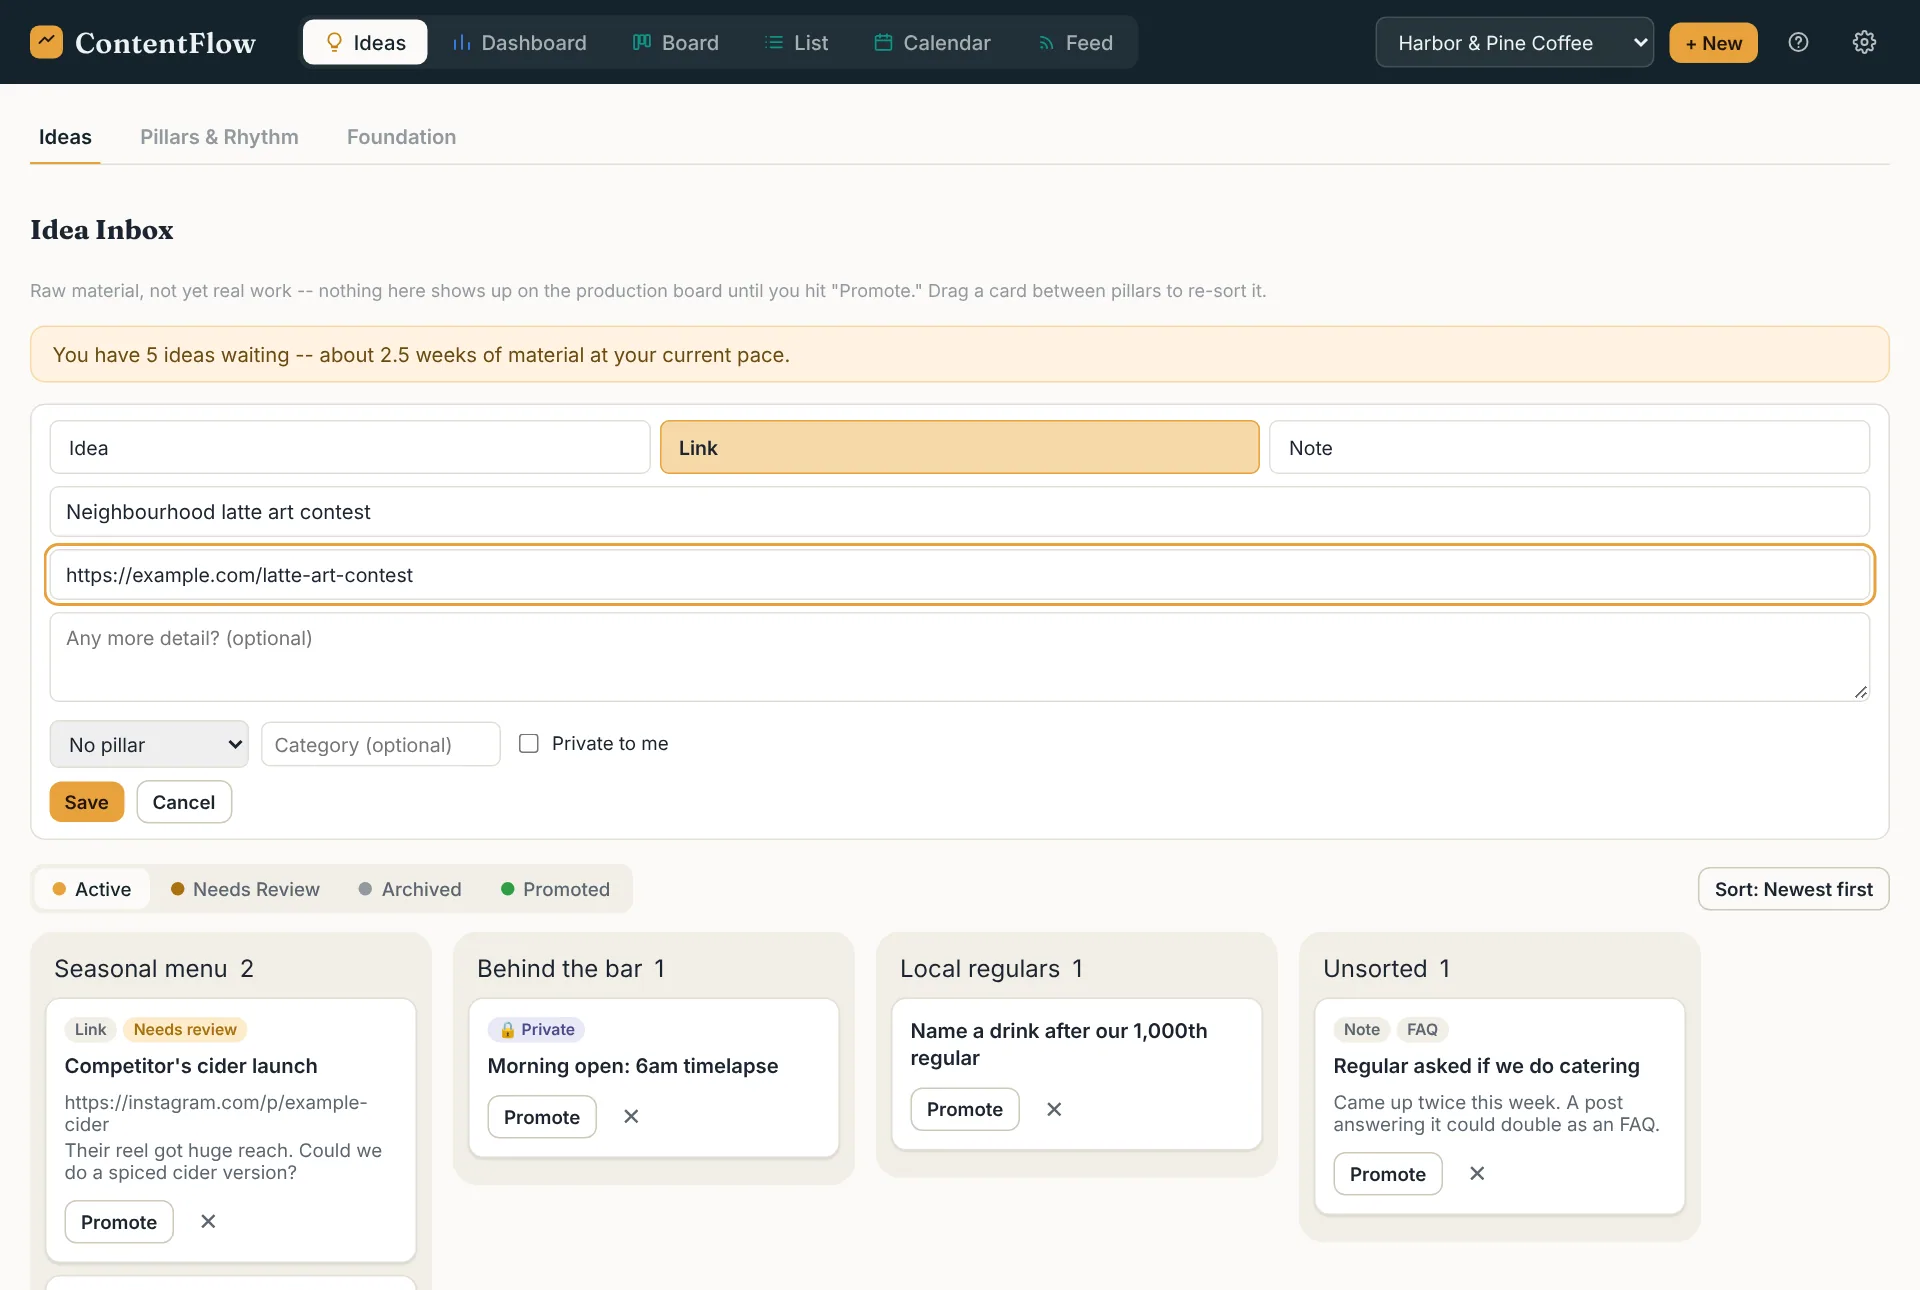 ContentFlow
Ideas
Dashboard
Board
List
Calendar
Feed
Harbor & Pine Coffee
+ New
Ideas
Pillars & Rhythm
Foundation
Idea Inbox
Raw material, not yet real work -- nothing here shows up on the production board until you hit "Promote." Drag a card between pillars to re-sort it.
You have 5 ideas waiting -- about 2.5 weeks of material at your current pace.
Idea
Link
Note
Neighbourhood latte art contest
https://example.com/latte-art-contest
Any more detail? (optional)
No pillar
Category (optional)
Private to me
Save
Cancel
Active
Needs Review
Archived
Promoted
Sort: Newest first
Seasonal menu 2
Link
Needs review
Competitor's cider launch
https://instagram.com/p/example-
cider
Their reel got huge reach. Could we
do a spiced cider version?
Promote
Behind the bar 1
Private
Morning open: 6am timelapse
Promote
Local regulars 1
Name a drink after our 1,000th
regular
Promote
Unsorted 1
Note
FAQ
Regular asked if we do catering
Came up twice this week. A post
answering it could double as an FAQ.
Promote